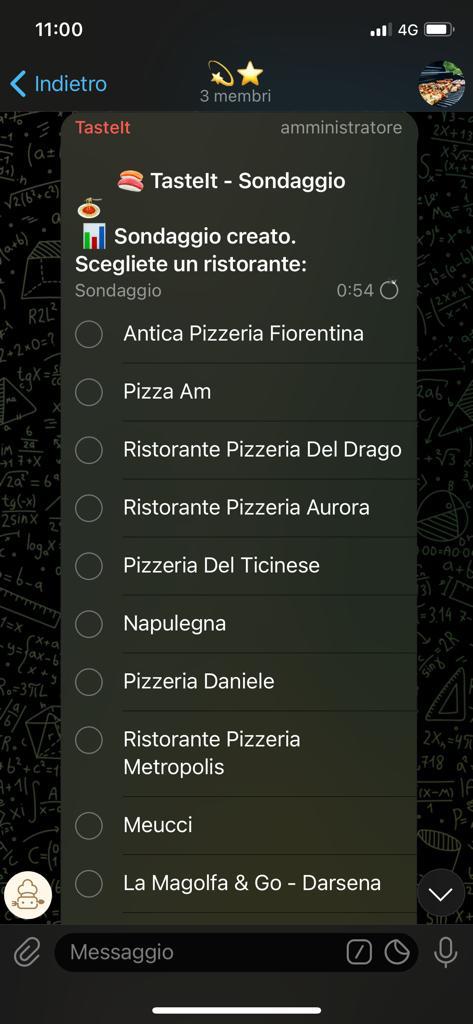 11:00
4G
Indietro
3 membri
TasteIt
amministratore
TasteIt - Sondaggio
Sondaggio creato.
Scegliete un ristorante:
Sondaggio
0:54
Antica Pizzeria Fiorentina
Pizza Am
Ristorante Pizzeria Del Drago
Ristorante Pizzeria Aurora
Pizzeria Del Ticinese
Napulegna
Pizzeria Daniele
Ristorante Pizzeria
Metropolis
Meucci
La Magolfa & Go - Darsena
Messaggio